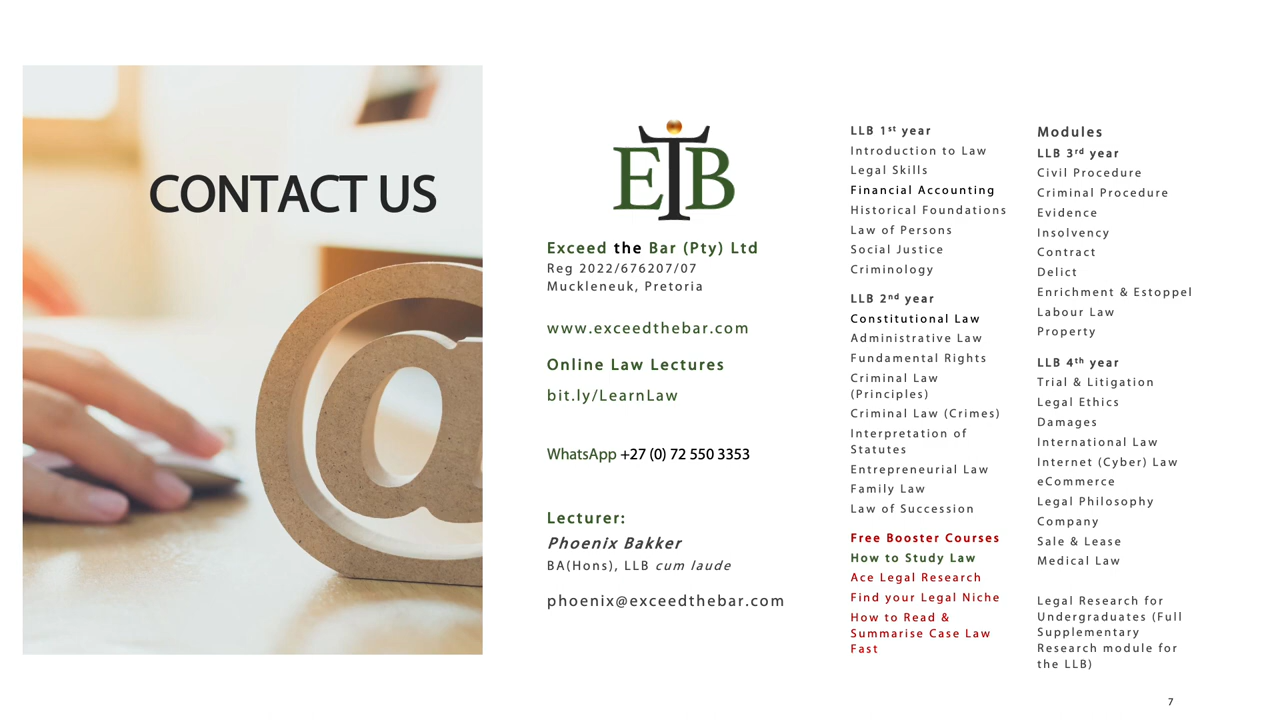 CONTACT US
ETB
Exceed the Bar (Pty) Ltd
Reg 2022/676207/07
Muckleneuk, Pretoria
www.exceedthebar.com
Online Law Lectures
bit.ly/LearnLaw
WhatsApp +27 (0) 72 550 3353
Lecturer:
Phoenix Bakker
BA(Hons), LLB cum laude
phoenix@exceedthebar.com
LLB 1st year
Introduction to Law
Legal Skills
Financial Accounting
Historical Foundations
Law of Persons
Social Justice
Criminology
LLB 2nd year
Constitutional Law
Administrative Law
Fundamental Rights
Criminal Law
(Principles)
Criminal Law (Crimes)
Interpretation of
Statutes
Entrepreneurial Law
Family Law
Law of Succession
Free Booster Courses
How to Study Law
Ace Legal Research
Find your Legal Niche
How to Read &
Summarise Case Law
Fast
Modules
LLB 3rd year
Civil Procedure
Criminal Procedure
Evidence
Insolvency
Contract
Delict
Enrichment & Estoppel
Labour Law
Property
LLB 4th year
Trial & Litigation
Legal Ethics
Damages
International Law
Internet (Cyber) Law
eCommerce
Legal Philosophy
Company
Sale & Lease
Medical Law
Legal Research for
Undergraduates (Full
Supplementary
Research module for
the LLB)
7